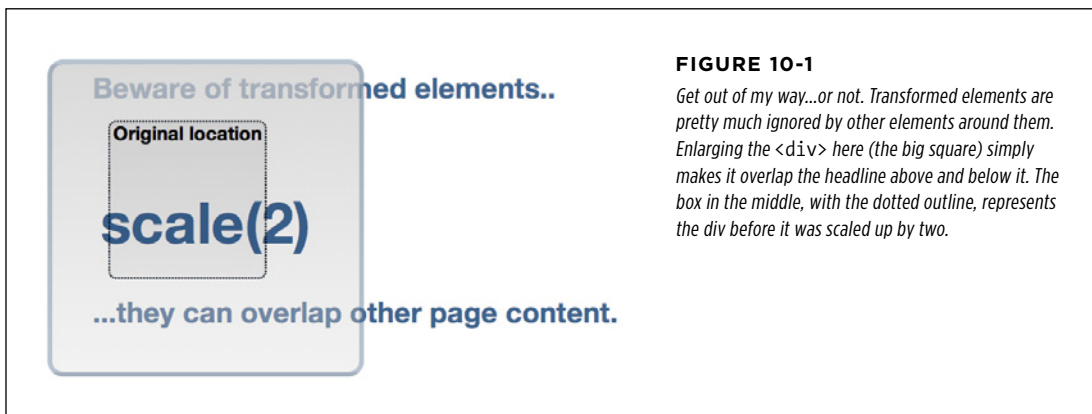 Beware of transformed elements..
Original location
scale(2)
...they can overlap other page content.
FIGURE 10-1
Get out of my way...or not. Transformed elements are
pretty much ignored by other elements around them.
Enlarging the <div> here (the big square) simply
makes it overlap the headline above and below it. The
box in the middle, with the dotted outline, represents
the div before it was scaled up by two.